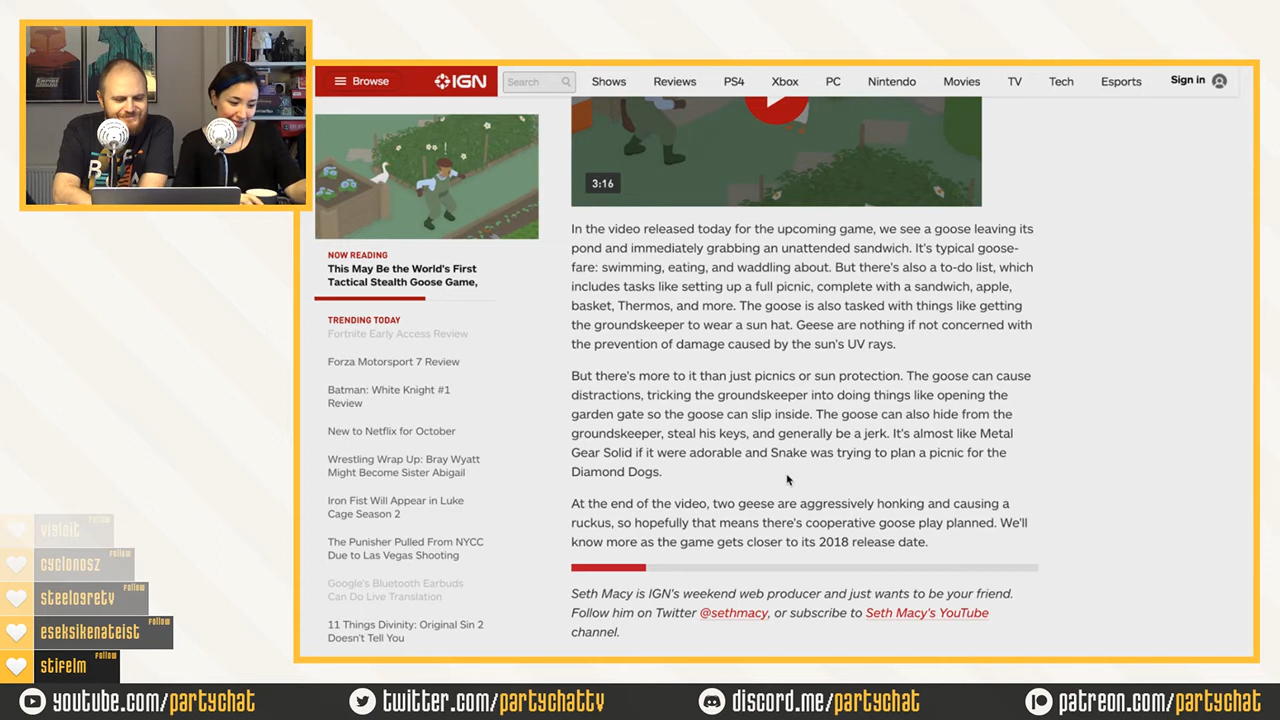 Browse
IGN
Search
Shows
Reviews
PS4
Xbox
PC
Nintendo
Movies
TV
Tech
Esports
Sign in
NOW READING
This May Be the World's First
Tactical Stealth Goose Game,
TRENDING TODAY
Fortnite Early Access Review
Forza Motorsport 7 Review
Batman: White Knight #1
Review
New to Netflix for October
Wrestling Wrap Up: Bray Wyatt
Might Become Sister Abigail
Iron Fist Will Appear in Luke
Cage Season 2
The Punisher Pulled From NYCC
Due to Las Vegas Shooting
Google's Bluetooth Earbuds
Can Do Live Translation
11 Things Divinity: Original Sin 2
Doesn't Tell You
3:16
In the video released today for the upcoming game, we see a goose leaving its
pond and immediately grabbing an unattended sandwich. It's typical goose-
fare: swimming, eating, and waddling about. But there's also a to-do list, which
includes tasks like setting up a full picnic, complete with a sandwich, apple,
basket, Thermos, and more. The goose is also tasked with things like getting
the groundskeeper to wear a sun hat. Geese are nothing if not concerned with
the prevention of damage caused by the sun's UV rays.
But there's more to it than just picnics or sun protection. The goose can cause
distractions, tricking the groundskeeper into doing things like opening the
garden gate so the goose can slip inside. The goose can also hide from the
groundskeeper, steal his keys, and generally be a jerk. It's almost like Metal
Gear Solid if it were adorable and Snake was trying to plan a picnic for the
Diamond Dogs.
At the end of the video, two geese are aggressively honking and causing a
ruckus, so hopefully that means there's cooperative goose play planned. We'll
know more as the game gets closer to its 2018 release date.
Seth Macy is IGN's weekend web producer and just wants to be your friend.
Follow him on Twitter @sethmacy, or subscribe to Seth Macy's YouTube
channel.
Follow
cyclonosz Follow
steelogretv Follow
eseksikenateist Follow
stifelm Follow
youtube.com/partychat
twitter.com/partychattv
discord.me/partychat
patreon.com/partychat